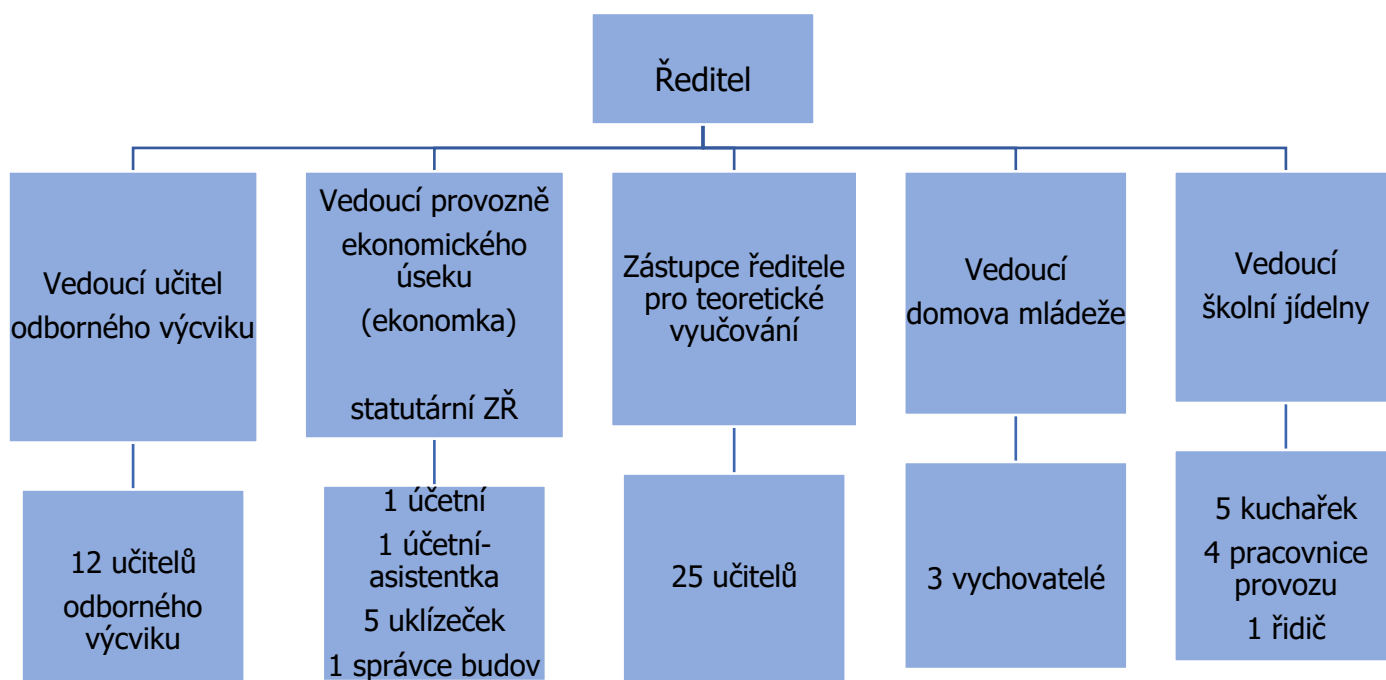 Ředitel
Vedoucí učitel
odborného výcviku
Vedoucí provozně
ekonomického
úseku
(ekonomka)
statutární ZŘ
Zástupce ředitele
pro teoretické
vyučování
Vedoucí
domova mládeže
Vedoucí
školní jídelny
12 učitelů
odborného
výcviku
1 účetní
1 účetní-
asistentka
5 uklízeček
1 správce budov
25 učitelů
3 vychovatelé
5 kuchařek
4 pracovnice
provozu
1 řidič